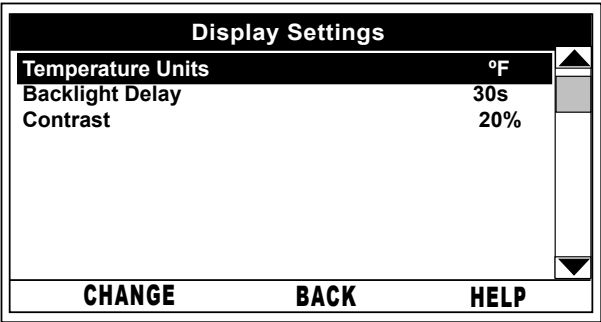 Display Settings
Temperature Units ºF
Backlight Delay 30s
Contrast 20%
CHANGE BACK HELP